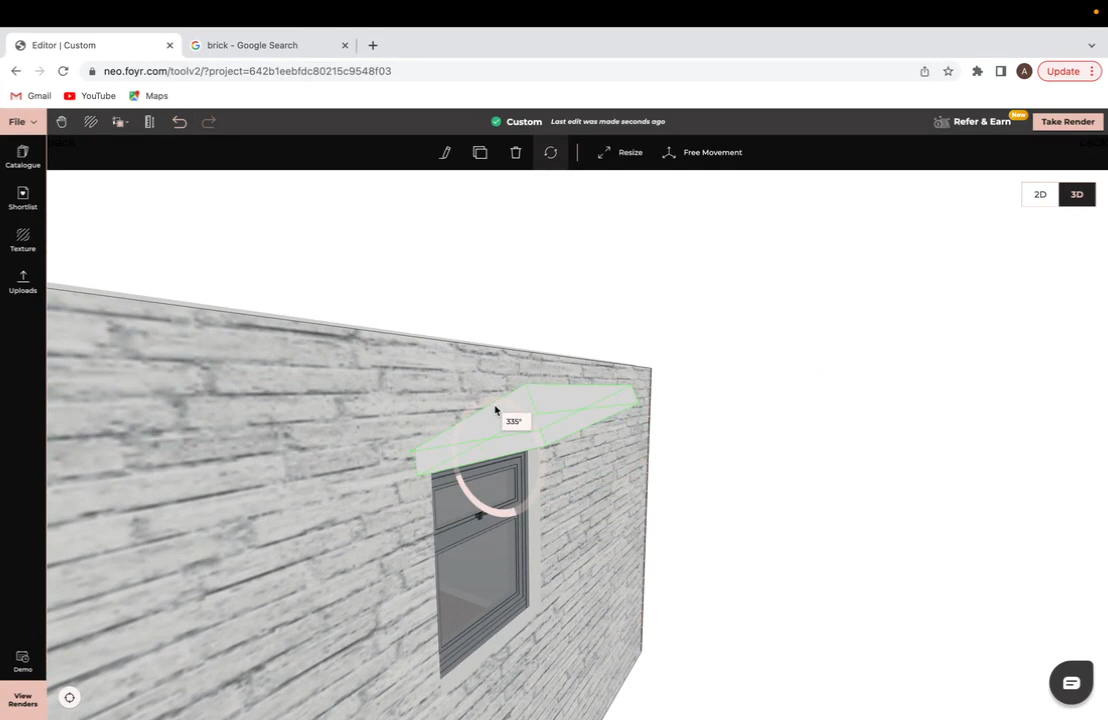 Editor | Custom
brick - Google Search
neo.foyr.com/toolv2/?project=642b1eebfdc80215c9548f03
A
Update
Gmail
YouTube
Maps
File
Custom
Last edit was made seconds ago
Refer & Earn
New
Take Render
Resize
Free Movement
Catalogue
Shortlist
Texture
Uploads
2D
3D
335°
Demo
View
Renders